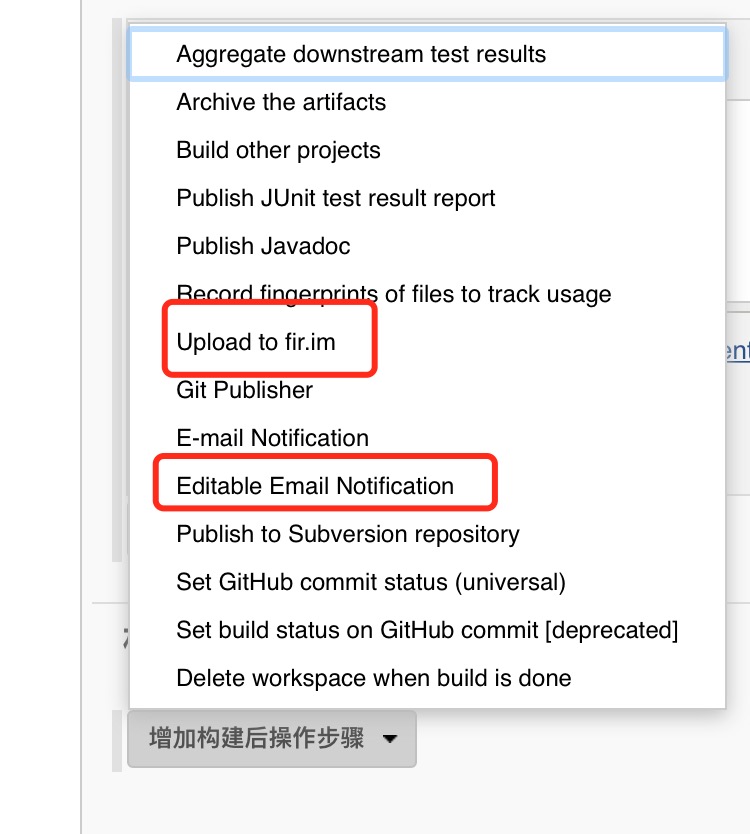 Aggregate downstream test results
Archive the artifacts
Build other projects
Publish JUnit test result report
Publish Javadoc
Record fingerprints of files to track usage
Upload to fir.im
Git Publisher
E-mail Notification
Editable Email Notification
Publish to Subversion repository
Set GitHub commit status (universal)
Set build status on GitHub commit [deprecated]
Delete workspace when build is done
增加构建后操作步骤